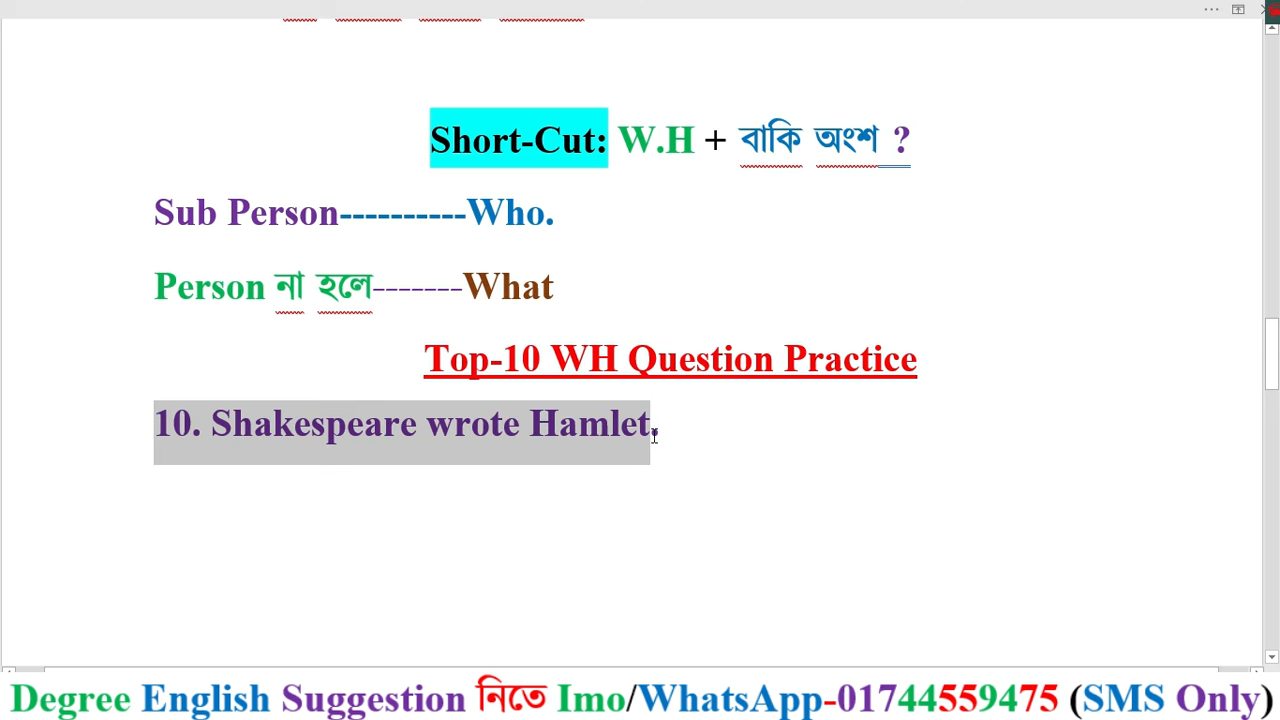 Short-Cut: W.H + বাকি অংশ ?
Sub Person----------Who.
Person না হলে-------What
Top-10 WH Question Practice
10. Shakespeare wrote Hamlet.
Degree English Suggestion নিতে Imo/WhatsApp-01744559475 (SMS Only)